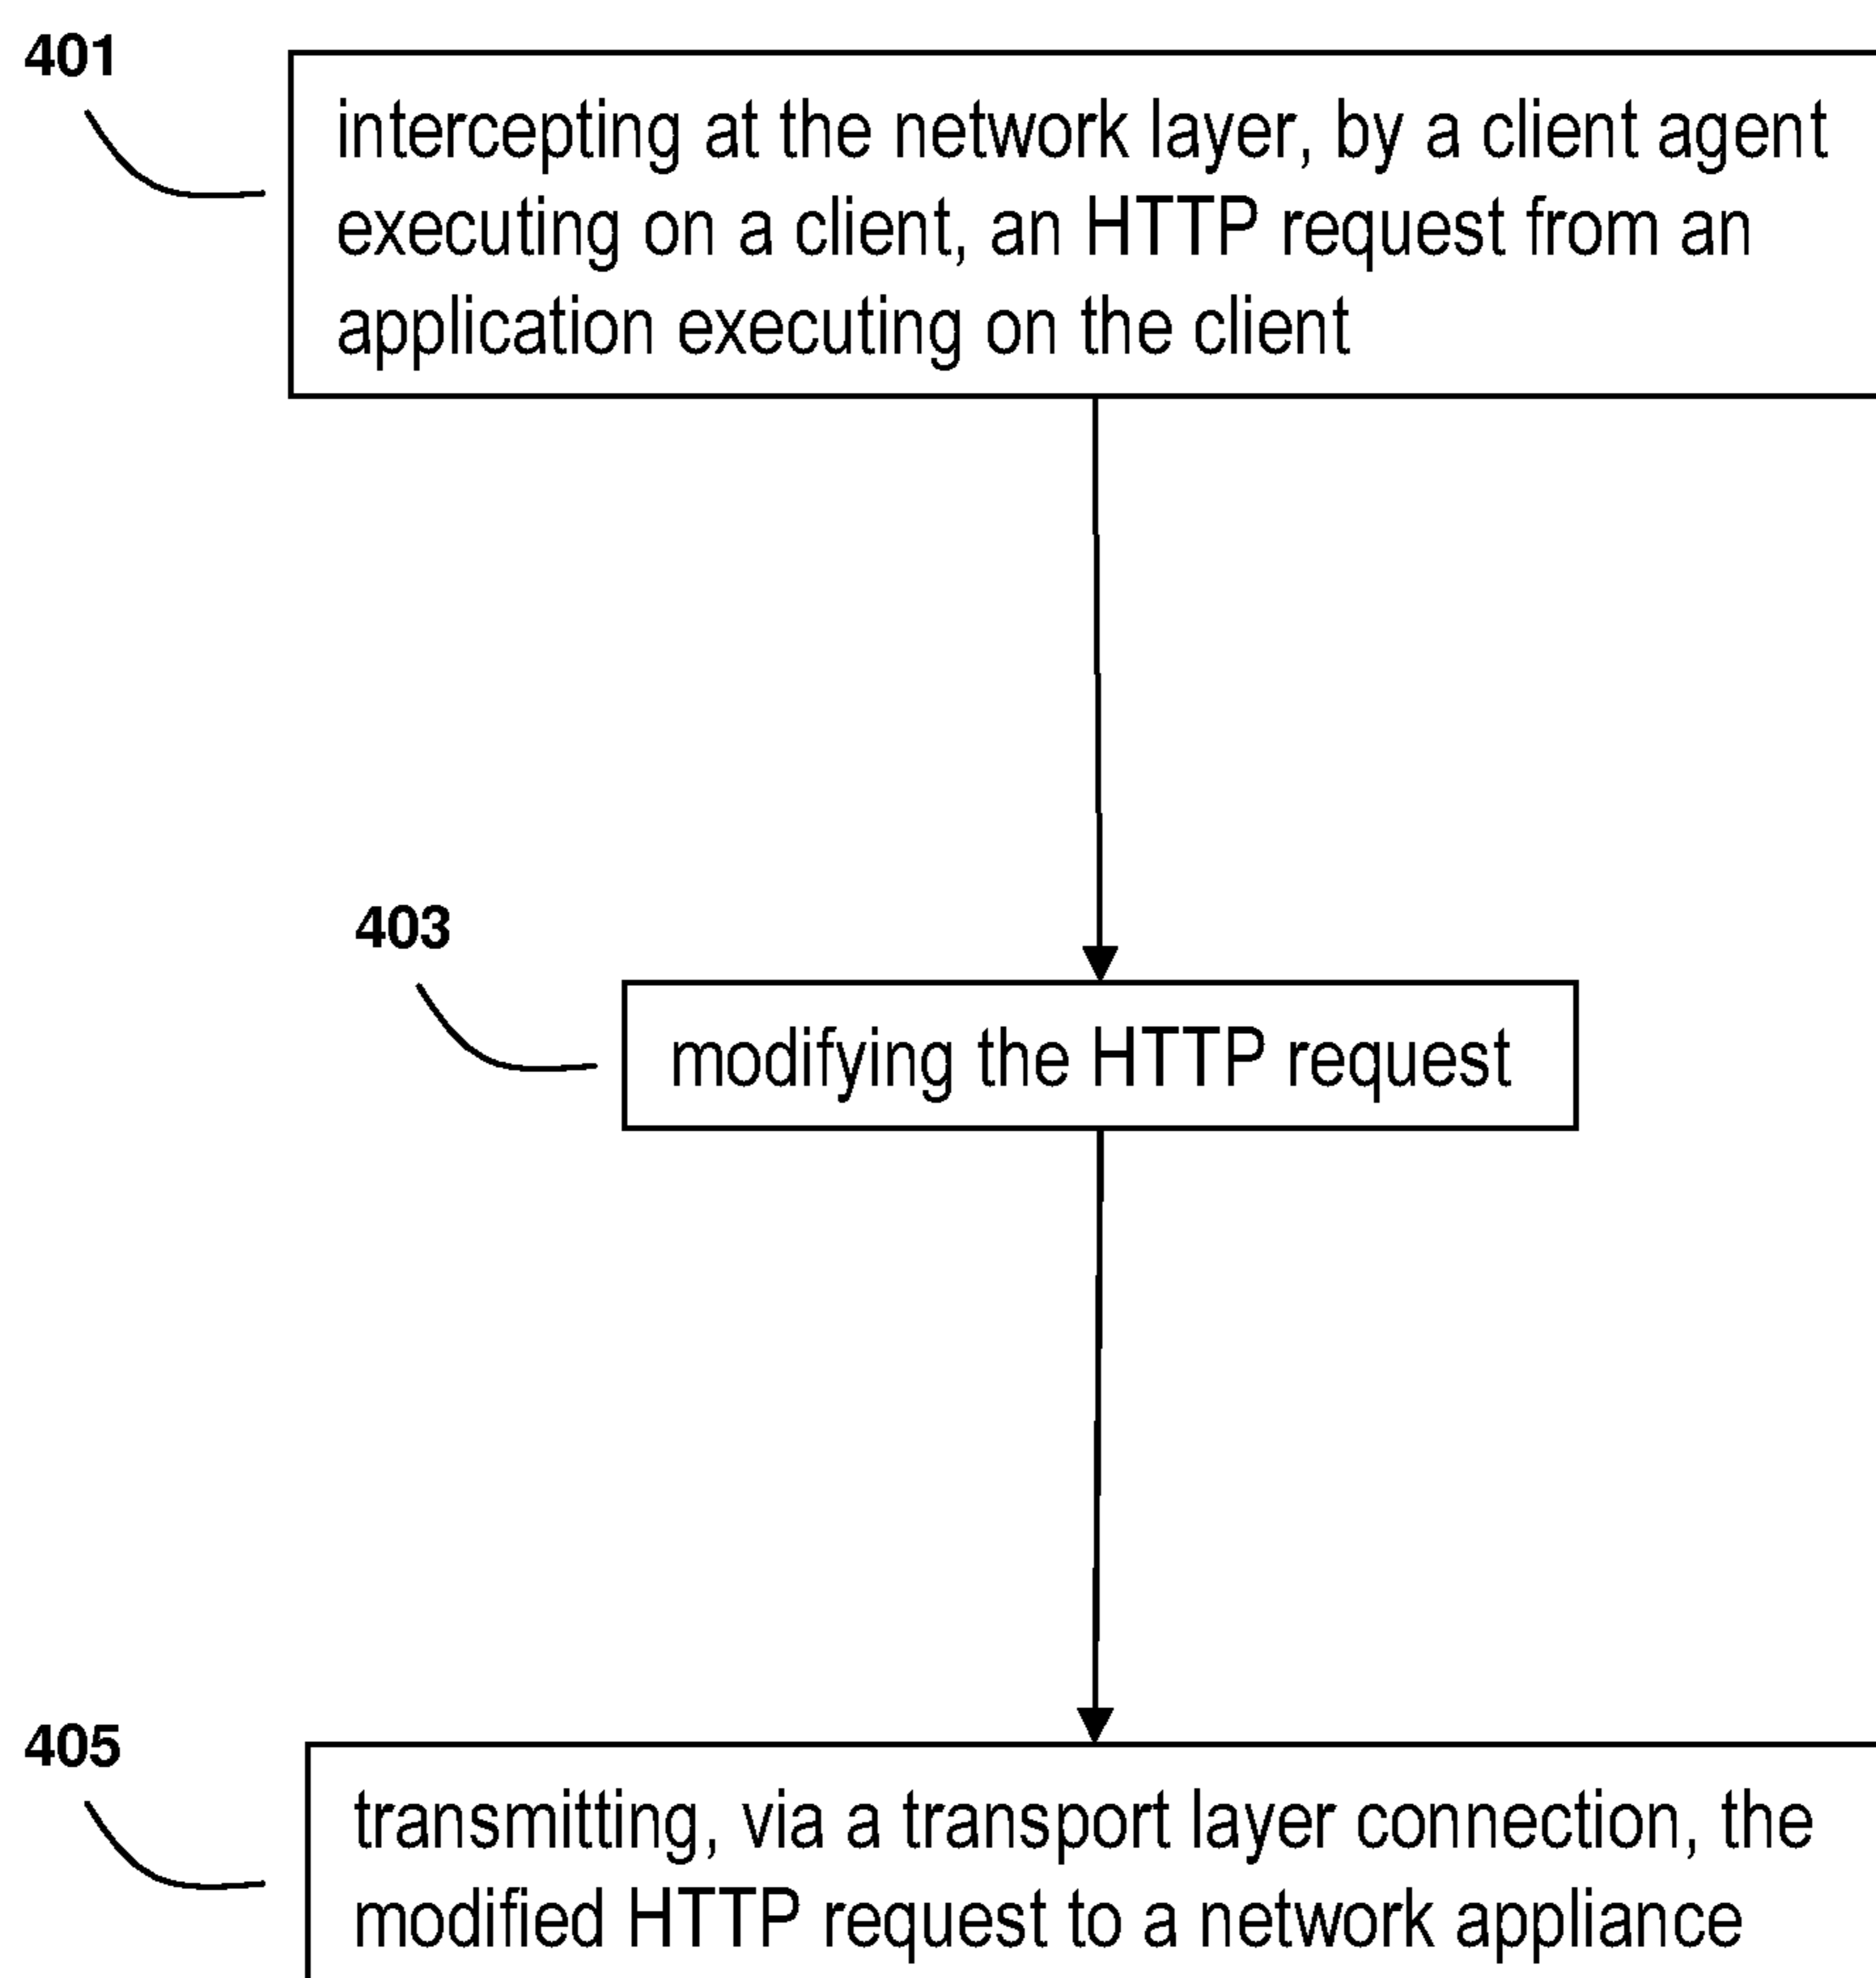 401
intercepting at the network layer, by a client agent
executing on a client, an HTTP request from an
application executing on the client
403
modifying the HTTP request
405
transmitting, via a transport layer connection, the
modified HTTP request to a network appliance